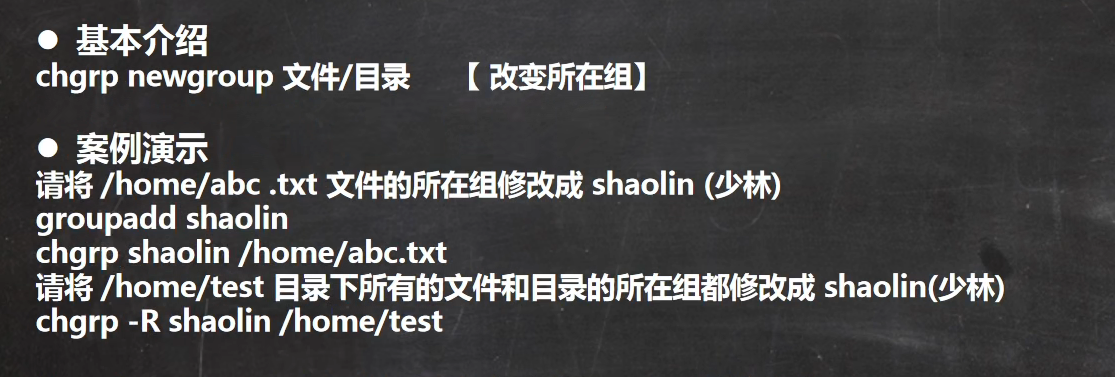 ● 基本介绍
chgrp newgroup 文件/目录 【 改变所在组】
● 案例演示
请将 /home/abc .txt 文件的所在组修改成 shaolin (少林)
groupadd shaolin
chgrp shaolin /home/abc.txt
请将 /home/test 目录下所有的文件和目录的所在组都修改成 shaolin(少林)
chgrp -R shaolin /home/test